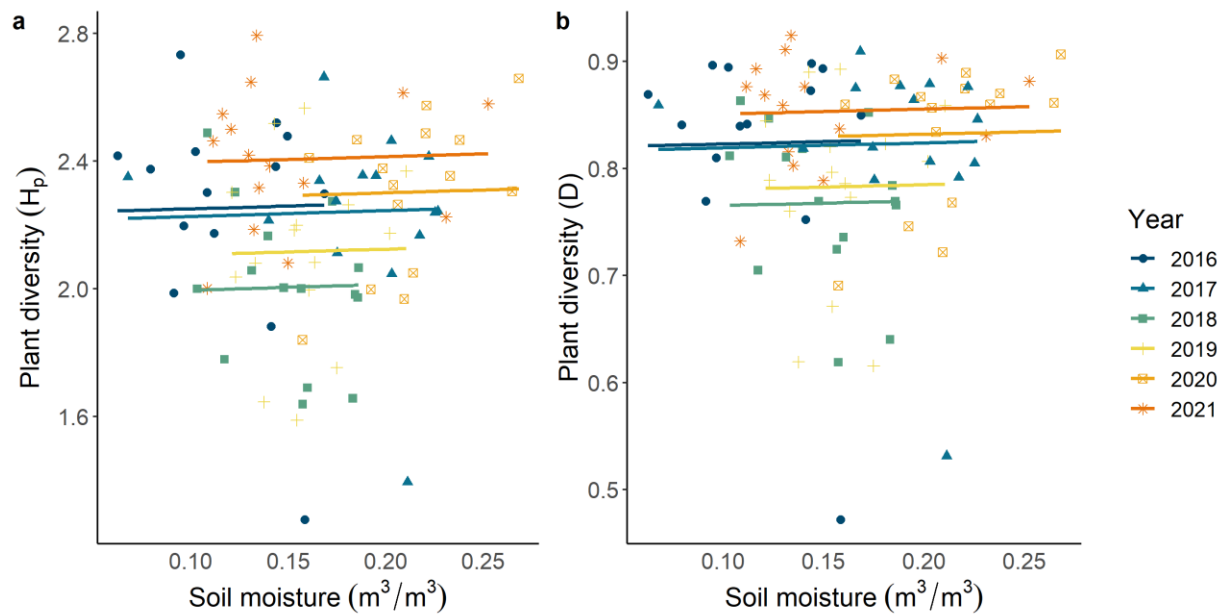 a
2.8
2.4
2.0
1.6
Plant diversity (Hp)
0.10 0.15 0.20 0.25
Soil moisture (m³/m³)
b
0.9
0.8
0.7
0.6
0.5
Plant diversity (D)
0.10 0.15 0.20 0.25
Soil moisture (m³/m³)
Year
2016
2017
2018
2019
2020
2021